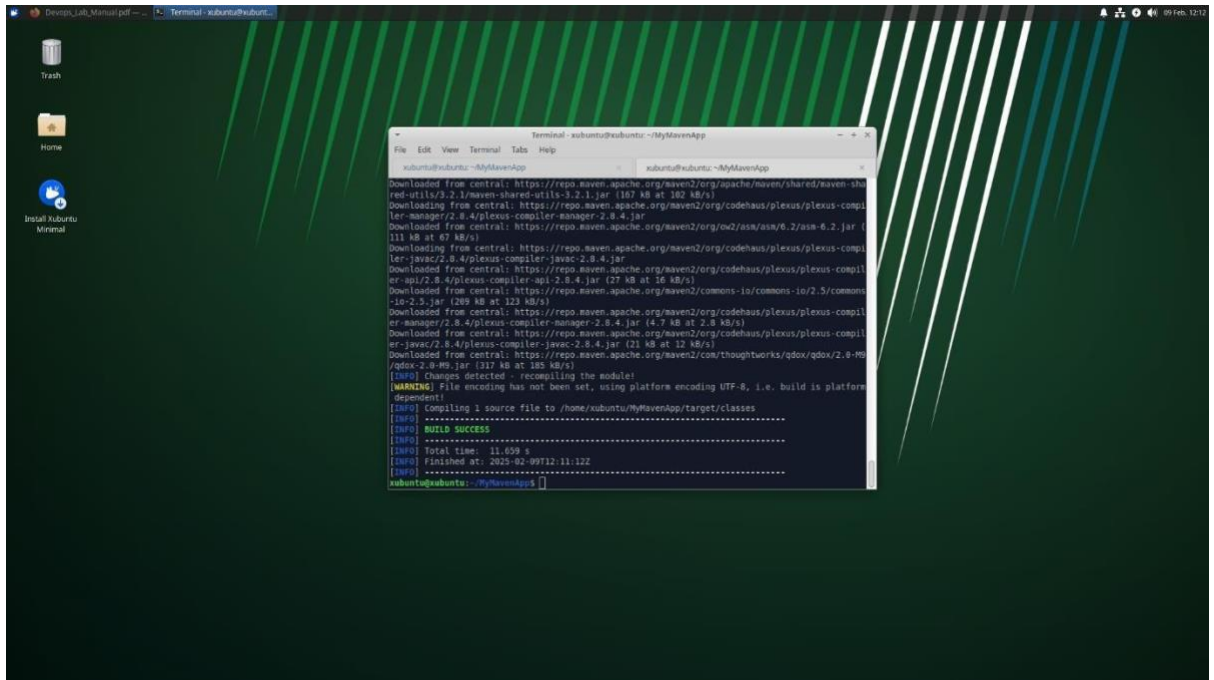 Devops_Lab_Manual.pdf — ...
Terminal - xubuntu@xubunt...
09 Feb, 12:12
Trash
Home
Install Xubuntu
Minimal
Terminal - xubuntu@xubuntu: ~/MyMavenApp
File Edit View Terminal Tabs Help
xubuntu@xubuntu: ~/MyMavenApp
xubuntu@xubuntu: ~/MyMavenApp
Downloaded from central: https://repo.maven.apache.org/maven2/org/apache/maven/shared/maven-sha
red-utils/3.2.1/maven-shared-utils-3.2.1.jar (167 kB at 102 kB/s)
Downloading from central: https://repo.maven.apache.org/maven2/org/codehaus/plexus/plexus-compi
ler-manager/2.8.4/plexus-compiler-manager-2.8.4.jar
Downloaded from central: https://repo.maven.apache.org/maven2/org/ow2/asm/asm/6.2/asm-6.2.jar (
111 kB at 67 kB/s)
Downloading from central: https://repo.maven.apache.org/maven2/org/codehaus/plexus/plexus-compi
ler-javac/2.8.4/plexus-compiler-javac-2.8.4.jar
Downloaded from central: https://repo.maven.apache.org/maven2/org/codehaus/plexus/plexus-compil
er-api/2.8.4/plexus-compiler-api-2.8.4.jar (27 kB at 16 kB/s)
Downloaded from central: https://repo.maven.apache.org/maven2/commons-io/commons-io/2.5/commons
-io-2.5.jar (209 kB at 123 kB/s)
Downloaded from central: https://repo.maven.apache.org/maven2/org/codehaus/plexus/plexus-compil
er-manager/2.8.4/plexus-compiler-manager-2.8.4.jar (4.7 kB at 2.8 kB/s)
Downloaded from central: https://repo.maven.apache.org/maven2/org/codehaus/plexus/plexus-compil
er-javac/2.8.4/plexus-compiler-javac-2.8.4.jar (21 kB at 12 kB/s)
Downloaded from central: https://repo.maven.apache.org/maven2/com/thoughtworks/qdox/qdox/2.0-M9
/qdox-2.0-M9.jar (317 kB at 185 kB/s)
[INFO] Changes detected - recompiling the module!
[WARNING] File encoding has not been set, using platform encoding UTF-8, i.e. build is platform
dependent!
[INFO] Compiling 1 source file to /home/xubuntu/MyMavenApp/target/classes
[INFO] ------------------------------------------------------------------------
[INFO] BUILD SUCCESS
[INFO] ------------------------------------------------------------------------
[INFO] Total time: 11.659 s
[INFO] Finished at: 2025-02-09T12:11:12Z
[INFO] ------------------------------------------------------------------------
xubuntu@xubuntu:~/MyMavenApp$